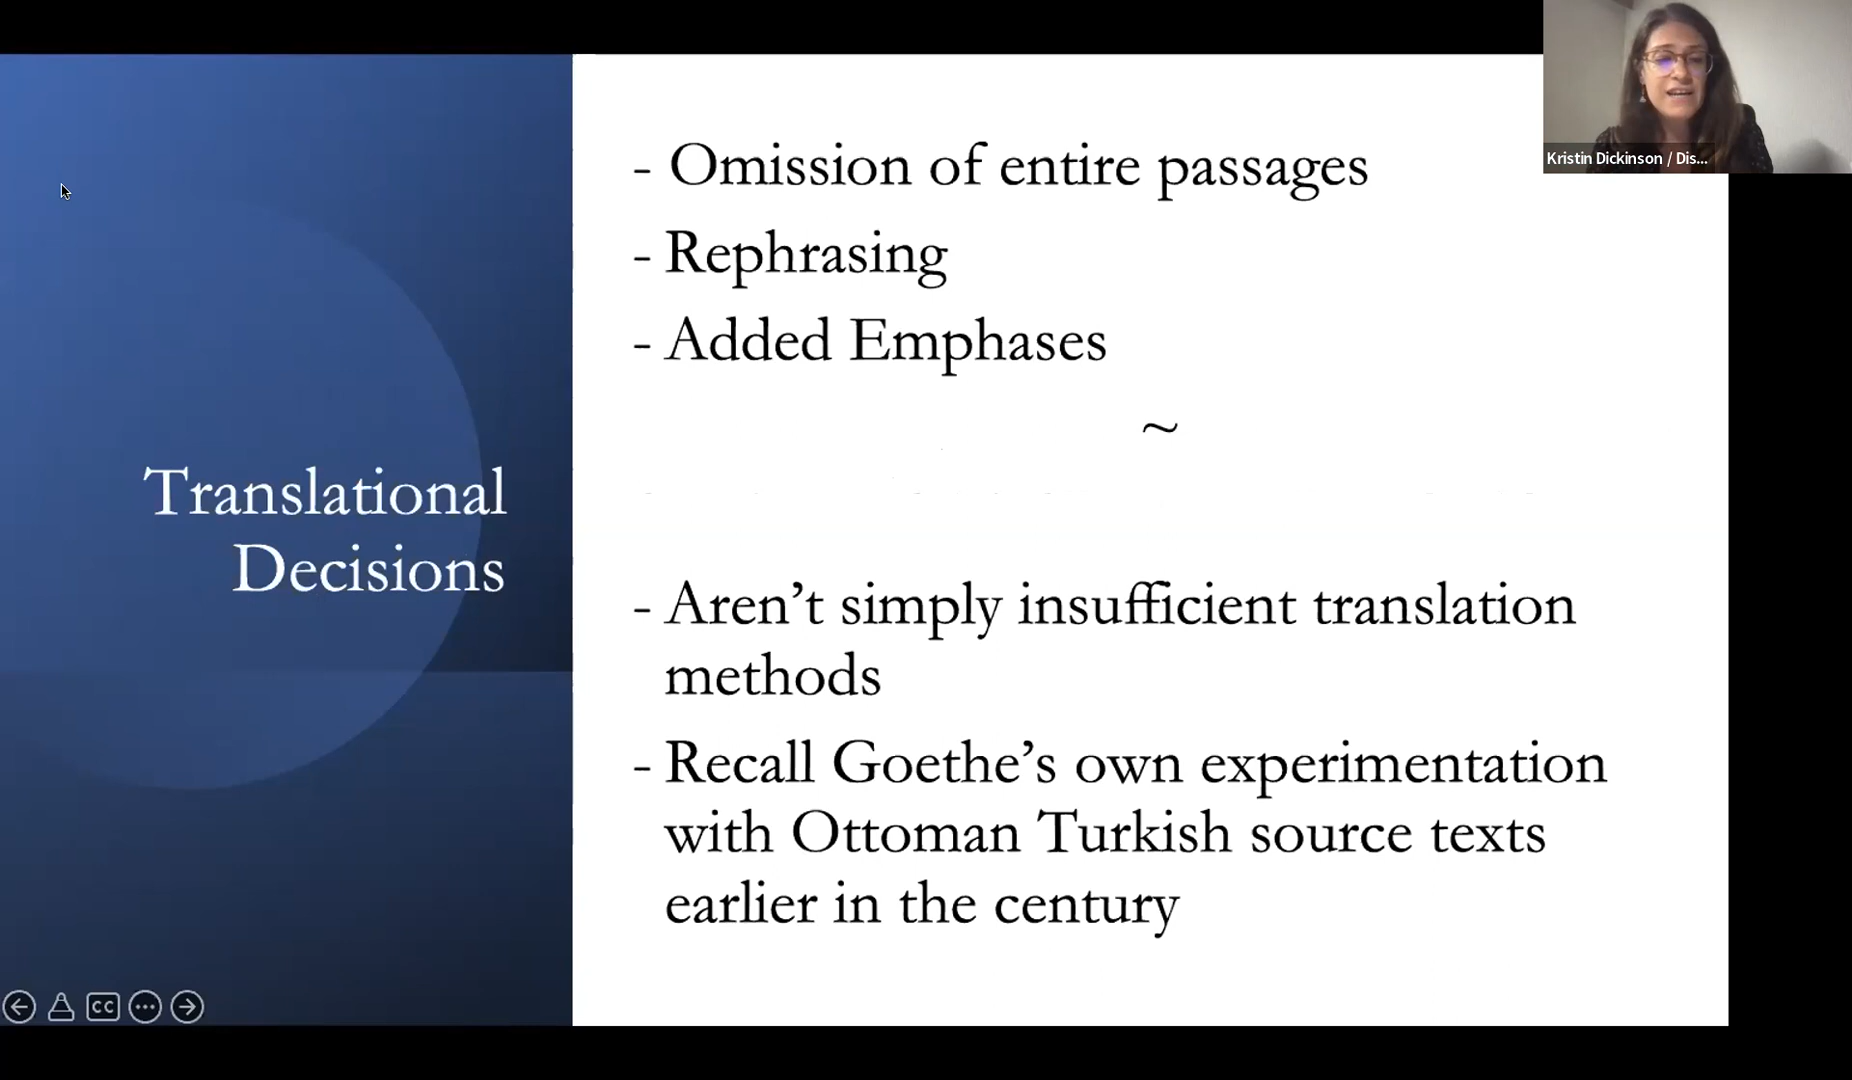 Kristin Dickinson / Dis...
Translational
Decisions
- Omission of entire passages
- Rephrasing
- Added Emphases
~
- Aren’t simply insufficient translation
methods
- Recall Goethe’s own experimentation
with Ottoman Turkish source texts
earlier in the century
CC